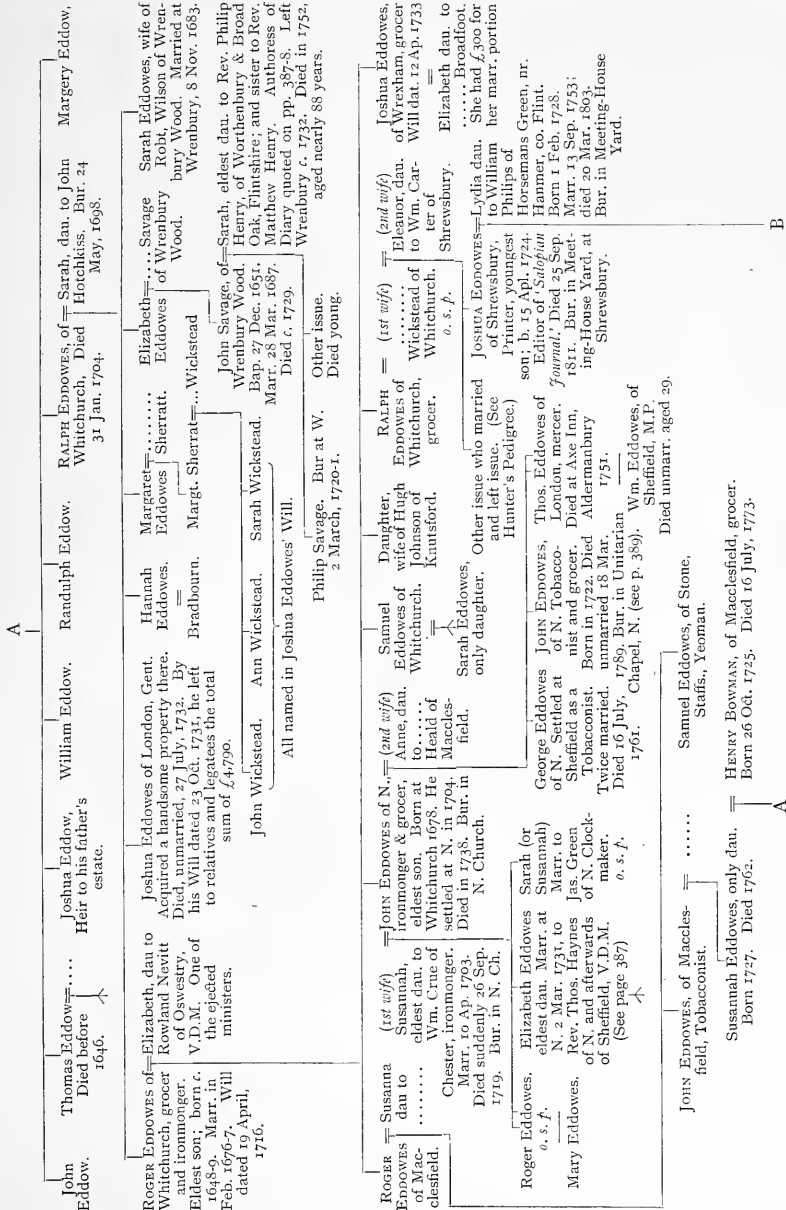 A
John
Eddow.
Thomas Eddow=....
Died before
1646.
Joshua Eddow,
Heir to his father's
estate.
William Eddow.
Randulph Eddow.
RALPH EDDOWES, of
Whitchurch, Died
31 Jan. 1704.
= Sarah, dau. to John
Hotchkiss. Bur. 24
May, 1698.
Margery Eddow,
ROGER EDDOWES of
Whitchurch, grocer
and ironmonger.
Eldest son; born c.
1648-9. Marr. in
Feb. 1676-7. Will
dated 19 April,
1716.
=Elizabeth, dau to
Rowland Nevitt
of Oswestry,
V.D.M. One of
the ejected
ministers.
Joshua Eddowes of London, Gent.
Acquired a handsome property there.
Died, unmarried, 27 July, 1732. By
his Will dated 23 Oct. 1731, he left
to relatives and legatees the total
sum of £4,790.
Hannah
Eddowes.
=
Bradbourn.
Margaret=........
Eddowes Sherratt.
Margt. Sherrat=...Wickstead
Elizabeth=.....Savage
Eddowes of Wrenbury
Wood.
Sarah Eddowes, wife of
Robt, Wilson of Wren-
bury Wood. Married at
Wrenbury, 8 Nov. 1683.
John Wickstead. Ann Wickstead. Sarah Wickstead.
All named in Joshua Eddowes' Will.
John Savage, of
Wrenbury Wood.
Bap. 27 Dec. 1651.
Marr. 28 Mar. 1687.
Died c. 1729.
=Sarah, eldest dau. to Rev. Philip
Henry, of Worthenbury & Broad
Oak, Flintshire; and sister to Rev.
Matthew Henry. Authoress of
Diary quoted on pp. 387-8. Left
Wrenbury c. 1732. Died in 1752,
aged nearly 88 years.
Philip Savage. Bur at W.
2 March, 1720-1.
Other issue.
Died young.
ROGER
EDDOWES
of Mac-
clesfield.
= Susanna
dau to
........
(1st wife)
Susannah,
eldest dau. to
Wm. Crue of
Chester, ironmonger.
Marr. 10 Ap. 1703.
Died suddenly 26 Sep.
1719. Bur. in N. Ch.
=JOHN EDDOWES of N.,
ironmonger & grocer,
eldest son. Born at
Whitchurch 1678. He
settled at N. in 1704.
Died in 1738. Bur. in
N. Church.
= (2nd wife)
Anne, dau.
to......
Heald of
Maccles-
field.
Samuel
Eddowes of
Whitchurch.
=
Sarah Eddowes,
only daughter.
Daughter,
wife of Hugh
Johnson of
Knutsford.
RALPH
EDDOWES of
Whitchurch,
grocer.
= (1st wife)
........
Wickstead of
Whitchurch.
o. s. p.
= (2nd wife)
Eleanor, dau.
to Wm. Car-
ter of
Shrewsbury.
Joshua Eddowes,
of Wrexham, grocer
Will dat. 12 Ap. 1733
=
Elizabeth dau. to
...... Broadfoot.
Roger Eddowes.
o. s. p.
Mary Eddowes.
Elizabeth Eddowes
eldest dau. Marr. at
N. 2 Mar. 1731, to
Rev. Thos. Haynes
of N. and afterwards
of Sheffield, V.D.M.
(See page 387)
Sarah (or
Susannah)
Marr. to
Jas. Green
of N. Clock-
maker.
o. s. p.
George Eddowes
of N. Settled at
Sheffield as a
Tobacconist.
Twice married.
Died 16 July,
1761.
JOHN EDDOWES,
of N. Tobacco-
nist and grocer.
Born in 1722. Died
unmarried 18 Mar.
1789. Bur. in Unitarian
Chapel, N. (see p. 389).
Thos. Eddowes of
London, mercer.
Died at Axe Inn,
Aldermanbury
1751.
Wm. Eddowes, of
Sheffield, M.P.
Died unmarr. aged 29.
Other issue who married
and left issue. (See
Hunter's Pedigree.)
JOSHUA EDDOWES
of Shrewsbury,
Printer, youngest
son; b. 15 Apl. 1724.
Editor of 'Salopian
Journal.' Died 25 Sep.
1811. Bur. in Meet-
ing-House Yard, at
Shrewsbury.
=Lydia dau.
to William
Philips of
Horsemans Green, nr.
Hanmer, co. Flint.
Born 1 Feb. 1728.
Marr. 13 Sep. 1753;
died 20 Mar. 1803.
Bur. in Meeting-House
Yard.
She had £300 for
her marr. portion
B
JOHN EDDOWES, of Maccles-
field, Tobacconist.
= ......
Samuel Eddowes, of Stone,
Staffs., Yeoman.
Susannah Eddowes, only dau.
Born 1727. Died 1762.
= HENRY BOWMAN, of Macclesfield, grocer.
Born 26 Oct. 1725. Died 16 July, 1773.
A